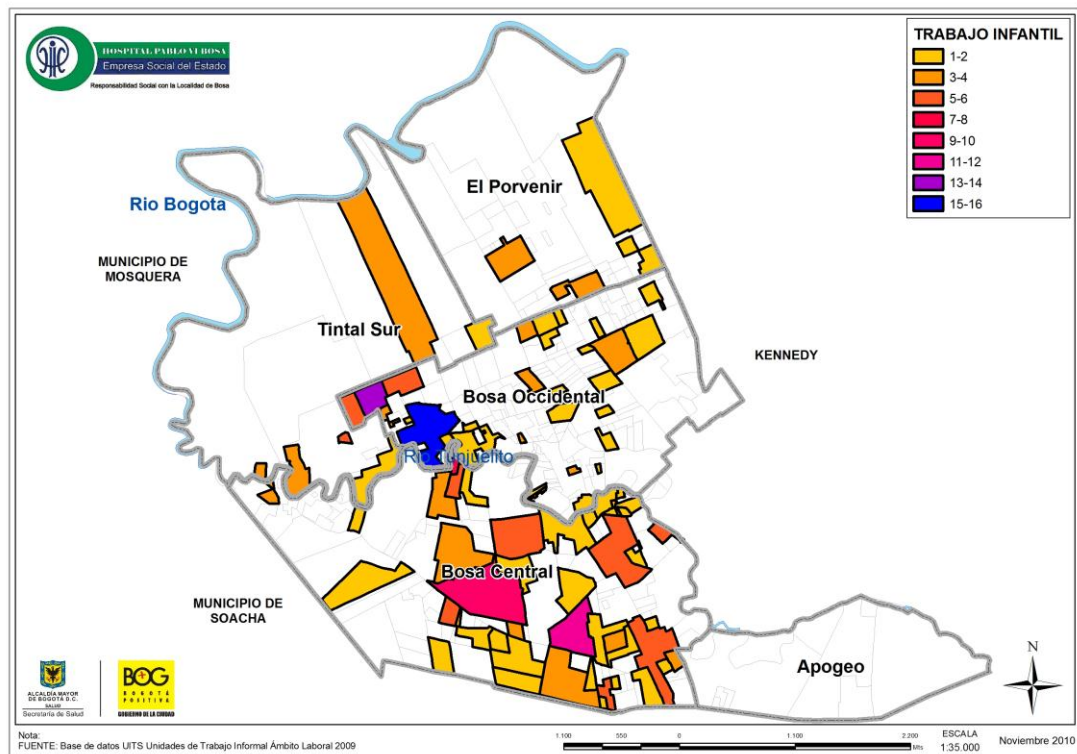 HOSPITAL PABLO VI BOSA
Empresa Social del Estado
Responsabilidad Social con la Localidad de Bosa
TRABAJO INFANTIL
1-2
3-4
5-6
7-8
9-10
11-12
13-14
15-16
El Porvenir
Rio Bogota
MUNICIPIO DE
MOSQUERA
Tintal Sur
KENNEDY
Bosa Occidental
Rio Tunjuelito
Bosa Central
MUNICIPIO DE
SOACHA
Apogeo
N
ALCALDÍA MAYOR
DE BOGOTÁ D.C.
SALUD
Secretaría de Salud
BOG
BOGOTÁ
POSITIVA
GOBIERNO DE LA CIUDAD
Nota:
FUENTE: Base de datos UITS Unidades de Trabajo Informal Ámbito Laboral 2009
1.100 550 0 1.100 2.200
Mts
ESCALA
1:35.000
Noviembre 2010